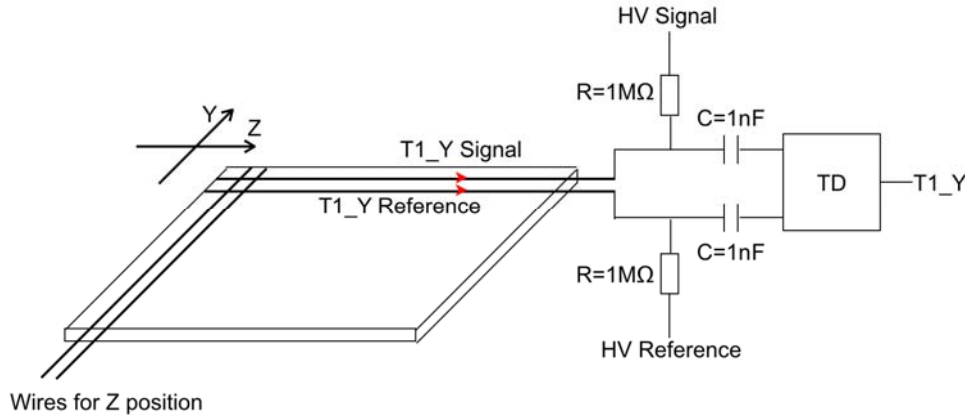 HV Signal
R=1MΩ
C=1nF
Y
Z
T1_Y Signal
TD
T1_Y
T1_Y Reference
C=1nF
R=1MΩ
HV Reference
Wires for Z position